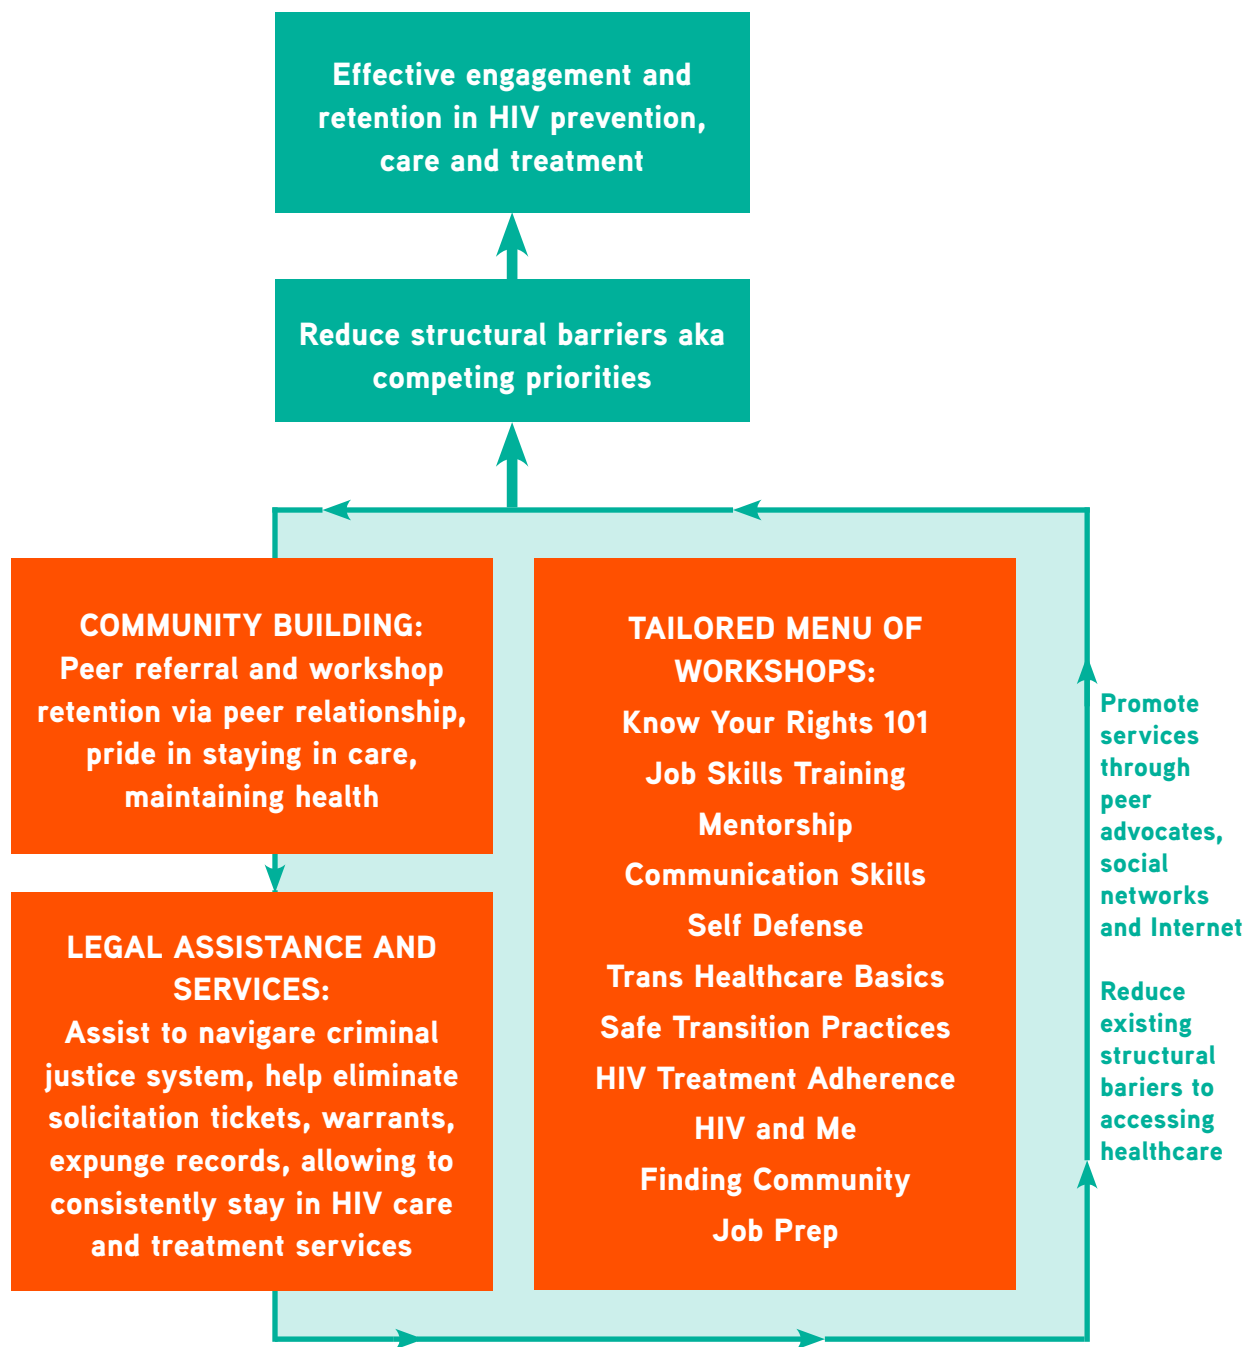 Effective engagement and
retention in HIV prevention,
care and treatment
Reduce structural barriers aka
competing priorities
COMMUNITY BUILDING:
Peer referral and workshop
retention via peer relationship,
pride in staying in care,
maintaining health
LEGAL ASSISTANCE AND
SERVICES:
Assist to navigare criminal
justice system, help eliminate
solicitation tickets, warrants,
expunge records, allowing to
consistently stay in HIV care
and treatment services
TAILORED MENU OF
WORKSHOPS:
Know Your Rights 101
Job Skills Training
Mentorship
Communication Skills
Self Defense
Trans Healthcare Basics
Safe Transition Practices
HIV Treatment Adherence
HIV and Me
Finding Community
Job Prep
Promote
services
through
peer
advocates,
social
networks
and Internet
Reduce
existing
structural
bariers to
accessing
healthcare